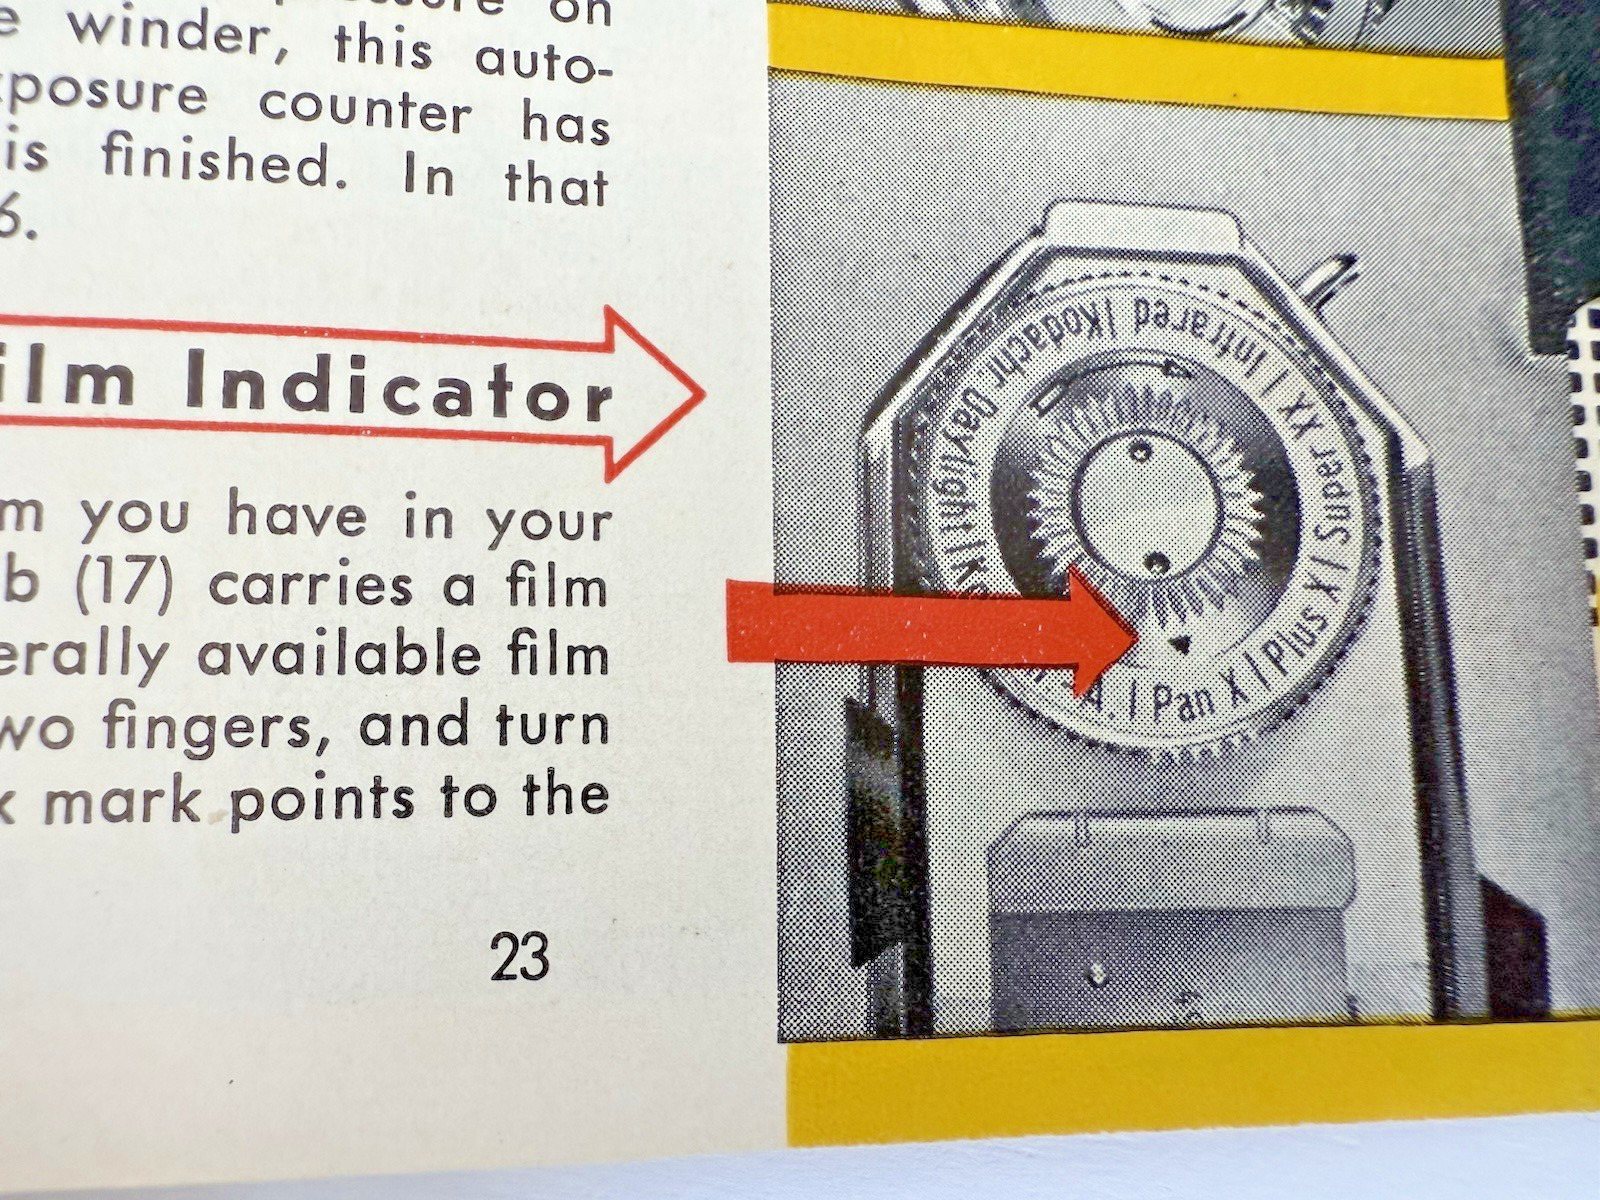 on
winder, this auto-
posure counter has
is finished. In that
6.
ilm Indicator
m you have in your
b (17) carries a film
erally available film
wo fingers, and turn
mark points to the
23
Kodachr Daylight | K
| Infrared |
| Super XX |
| Plus X |
A. | Pan X |